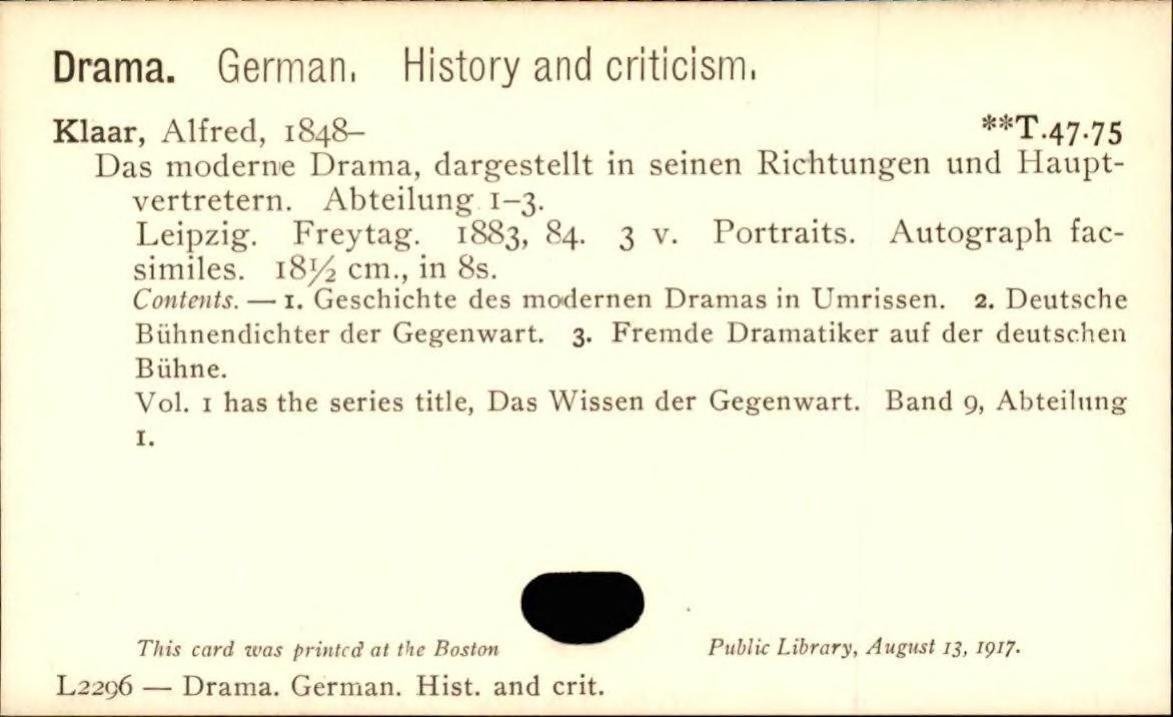 Drama. German. History and criticism.
Klaar, Alfred, 1848– **T.47.75
Das moderne Drama, dargestellt in seinen Richtungen und Haupt-
vertretern. Abteilung 1–3.
Leipzig. Freytag. 1883, 84. 3 v. Portraits. Autograph fac-
similes. 18½ cm., in 8s.
Contents. — 1. Geschichte des modernen Dramas in Umrissen. 2. Deutsche
Bühnendichter der Gegenwart. 3. Fremde Dramatiker auf der deutschen
Bühne.
Vol. 1 has the series title, Das Wissen der Gegenwart. Band 9, Abteilung
1.
This card was printed at the Boston Public Library, August 13, 1917.
L2296 — Drama. German. Hist. and crit.